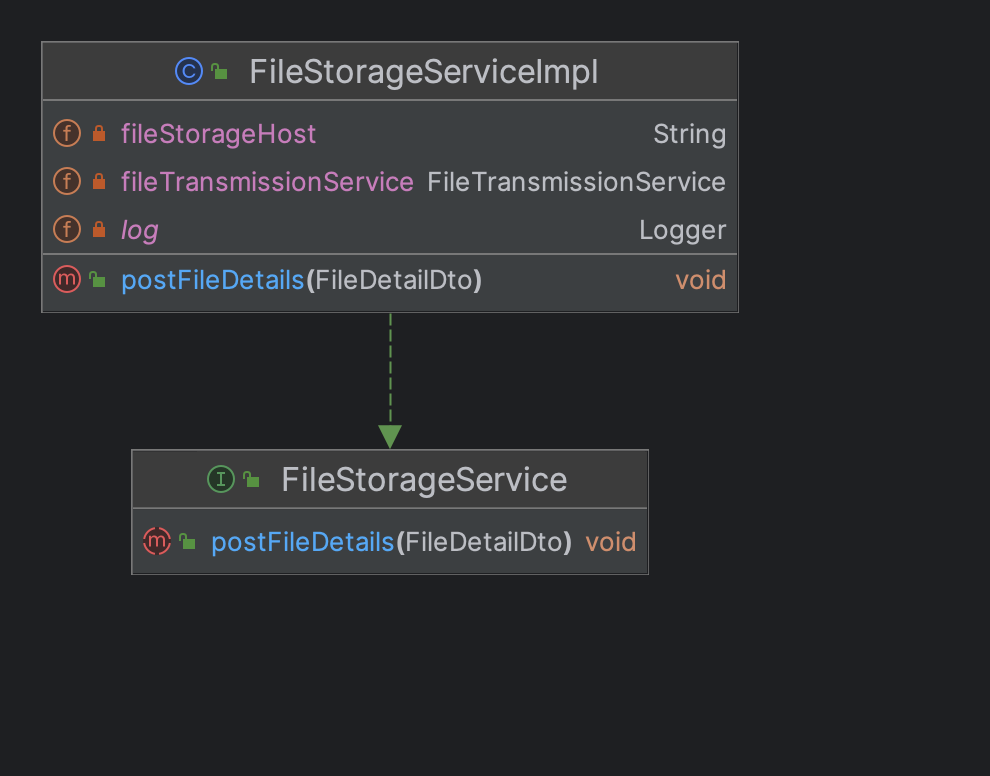 C FileStorageServiceImpl
f fileStorageHost String
f fileTransmissionService FileTransmissionService
f log Logger
m postFileDetails(FileDetailDto) void
I FileStorageService
m postFileDetails(FileDetailDto) void